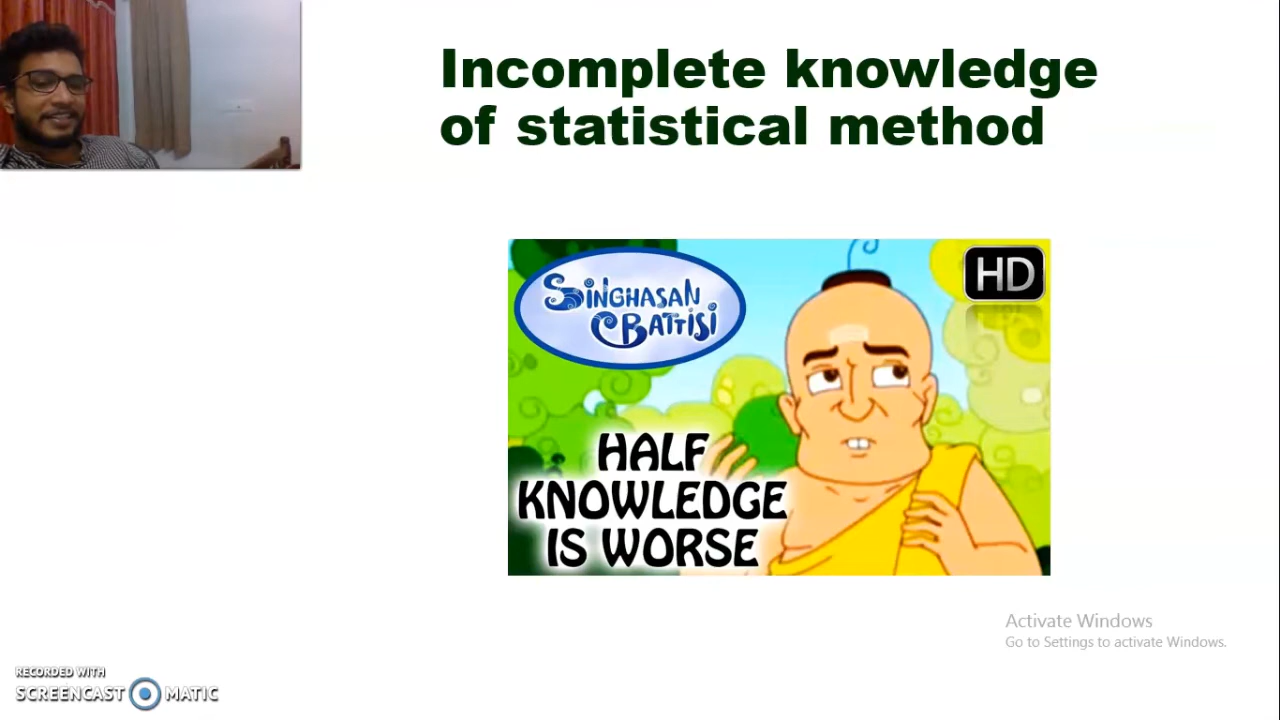 Incomplete knowledge
of statistical method
SINGHASAN
BATTISI
HD
HALF
KNOWLEDGE
IS WORSE
Activate Windows
Go to Settings to activate Windows.
RECORDED WITH
SCREENCAST MATIC